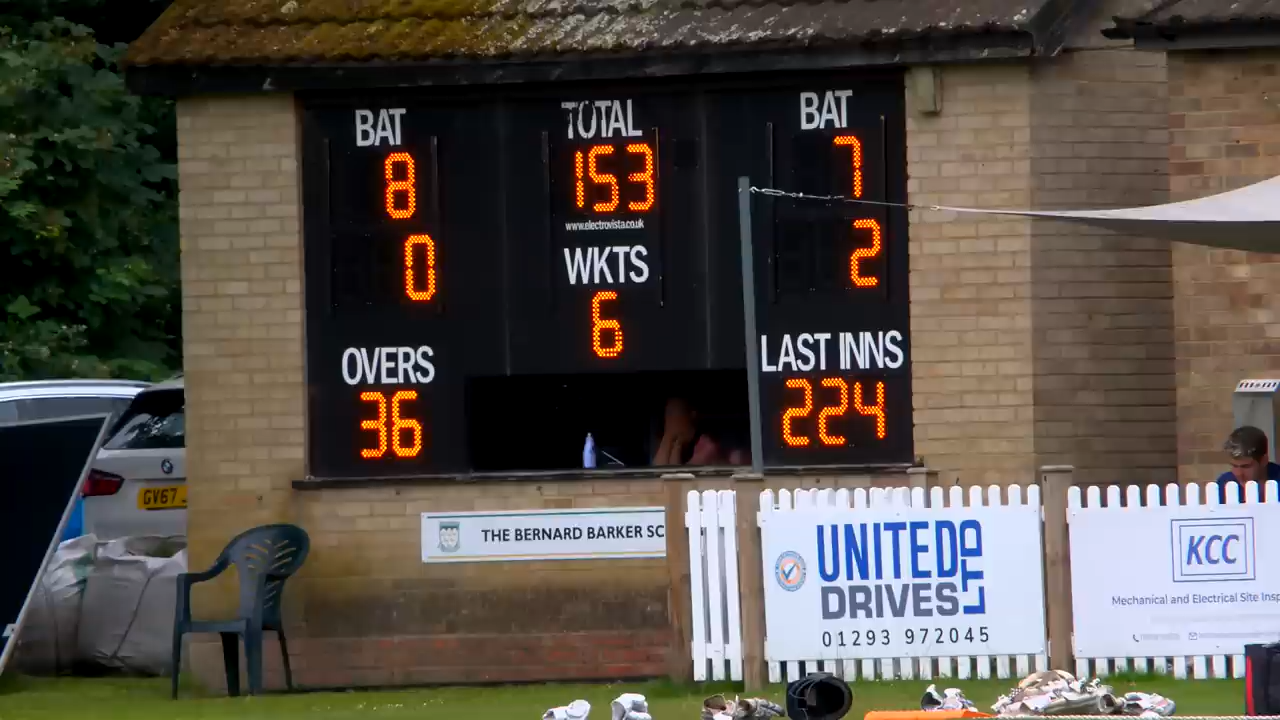 BAT
TOTAL
BAT
8
153
7
www.electrovista.co.uk
0
WKTS
2
6
OVERS
LAST INNS
36
224
GV67
THE BERNARD BARKER SC
UNITED
DRIVES
LTD
01293 972045
KCC
Mechanical and Electrical Site Insp